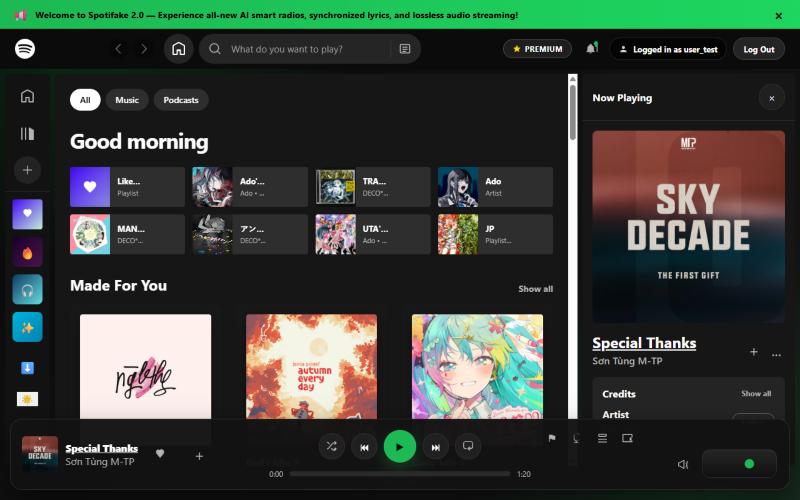 Welcome to Spotifake 2.0 — Experience all-new AI smart radios, synchronized lyrics, and lossless audio streaming!
What do you want to play?
PREMIUM
Logged in as user_test
Log Out
All
Music
Podcasts
Good morning
Like...
Playlist
Ado'...
Ado • ...
TRA...
DECO*...
Ado
Artist
MAN...
DECO*...
アン...
DECO*...
UTA'...
Ado • ...
JP
Playlist...
Made For You
Show all
autumn
every
day
Now Playing
SKY
DECADE
THE FIRST GIFT
Special Thanks
Sơn Tùng M-TP
Credits
Show all
Artist
SKY
DECADE
Special Thanks
Sơn Tùng M-TP
0:00
1:20